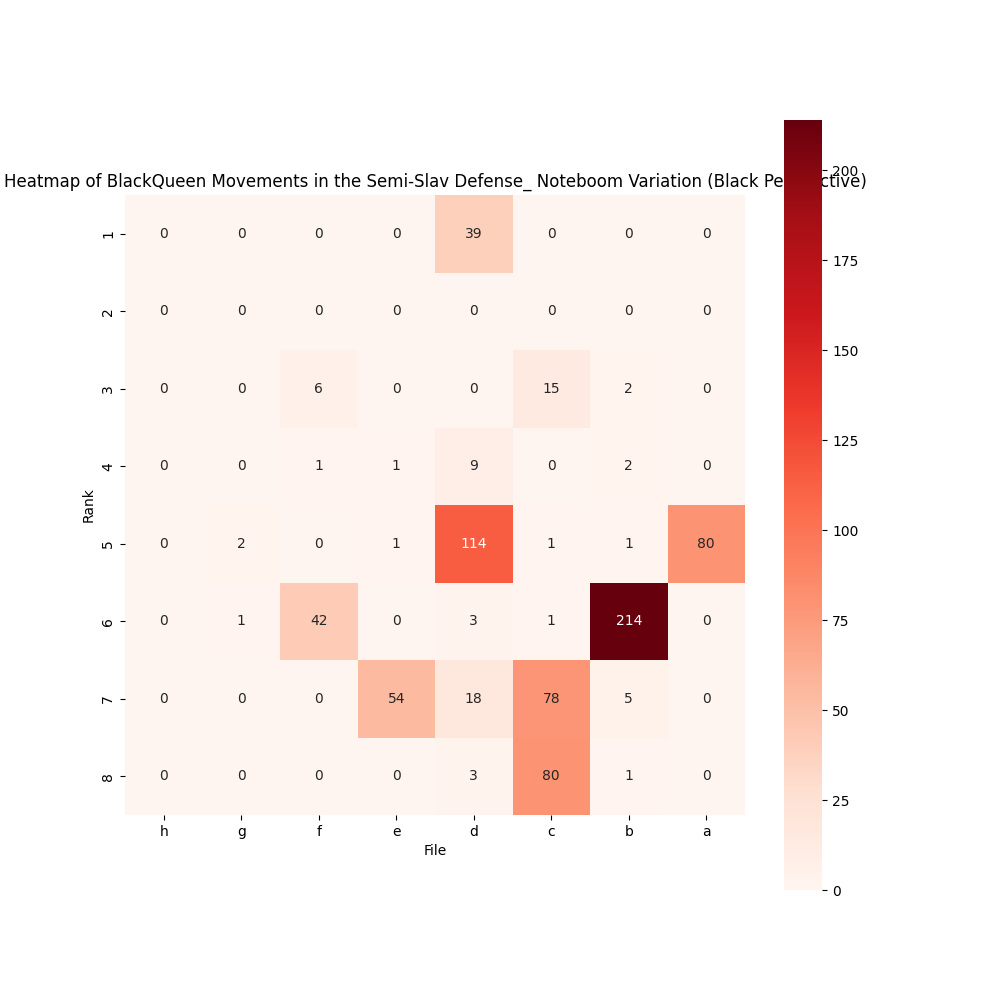 Heatmap of BlackQueen Movements in the Semi-Slav Defense_ Noteboom Variation (Black Pe ctive)
200
175
150
125
100
75
50
25
0
Rank
1 0 0 0 0 39 0 0 0
2 0 0 0 0 0 0 0 0
3 0 0 6 0 0 15 2 0
4 0 0 1 1 9 0 2 0
5 0 2 0 1 114 1 1 80
6 0 1 42 0 3 1 214 0
7 0 0 0 54 18 78 5 0
8 0 0 0 0 3 80 1 0
h g f e d c b a
File